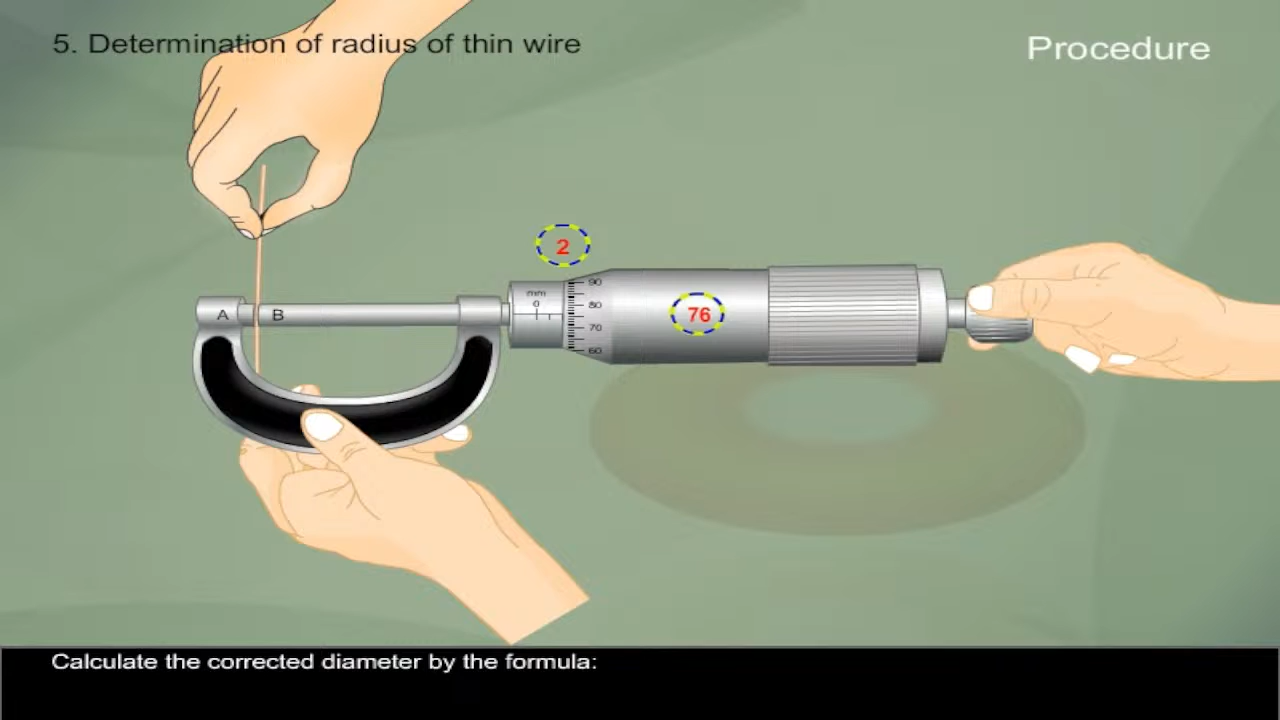 5. Determination of radius of thin wire
Procedure
2
mm
0
90
80
70
60
76
A
B
Calculate the corrected diameter by the formula: